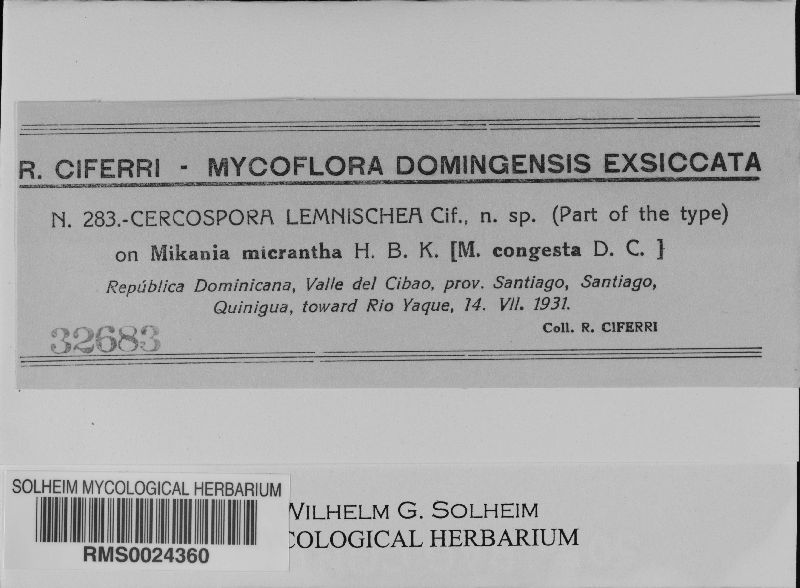 R. CIFERRI - MYCOFLORA DOMINGENSIS EXSICCATA
N. 283.-CERCOSPORA LEMNISCHEA Cif., n. sp. (Part of the type)
on Mikania micrantha H. B. K. [M. congesta D. C. ]
República Dominicana, Valle del Cibao, prov. Santiago, Santiago,
Quinigua, toward Rio Yaque, 14. VII. 1931.
Coll. R. CIFERRI
32683
SOLHEIM MYCOLOGICAL HERBARIUM
RMS0024360
WILHELM G. SOLHEIM
COLOGICAL HERBARIUM